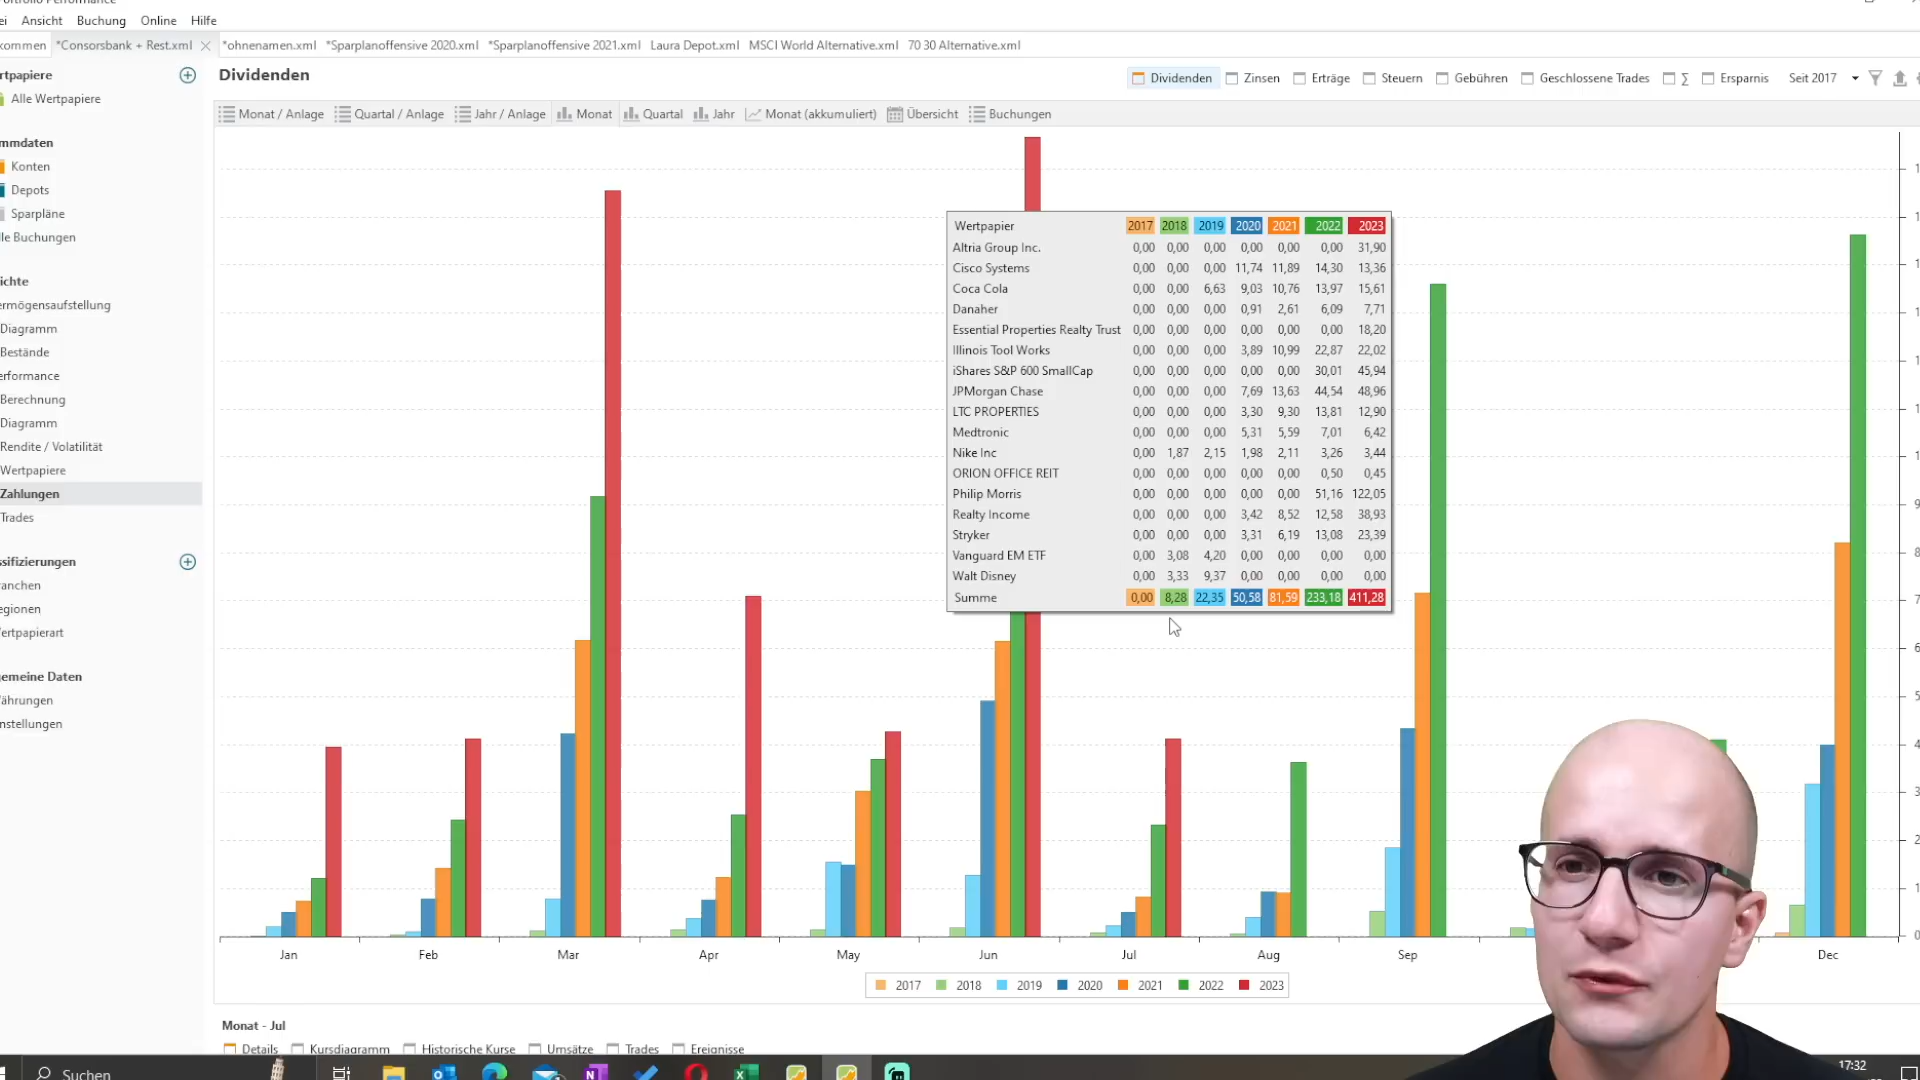 Ansicht Buchung Online Hilfe
kommen *Consorsbank + Rest.xml *ohnenamen.xml *Sparplanoffensive 2020.xml *Sparplanoffensive 2021.xml Laura Depot.xml MSCI World Alternative.xml 70 30 Alternative.xml
rtpapiere
Alle Wertpapiere
mmdaten
Konten
Depots
Sparpläne
lle Buchungen
ichte
ermögensaufstellung
Diagramm
Bestände
erformance
Berechnung
Diagramm
Rendite / Volatilität
Wertpapiere
Zahlungen
Trades
ssifizierungen
ranchen
egionen
ertpapierart
gemeine Daten
ährungen
nstellungen
Dividenden
Dividenden Zinsen Erträge Steuern Gebühren Geschlossene Trades Σ Ersparnis Seit 2017
Monat / Anlage Quartal / Anlage Jahr / Anlage Monat Quartal Jahr Monat (akkumuliert) Übersicht Buchungen
Wertpapier 2017 2018 2019 2020 2021 2022 2023
Altria Group Inc. 0,00 0,00 0,00 0,00 0,00 0,00 31,90
Cisco Systems 0,00 0,00 0,00 11,74 11,89 14,30 13,36
Coca Cola 0,00 0,00 6,63 9,03 10,76 13,97 15,61
Danaher 0,00 0,00 0,00 0,91 2,61 6,09 7,71
Essential Properties Realty Trust 0,00 0,00 0,00 0,00 0,00 0,00 18,20
Illinois Tool Works 0,00 0,00 0,00 3,89 10,99 22,87 22,02
iShares S&P 600 SmallCap 0,00 0,00 0,00 0,00 0,00 30,01 45,94
JPMorgan Chase 0,00 0,00 0,00 7,69 13,63 44,54 48,96
LTC PROPERTIES 0,00 0,00 0,00 3,30 9,30 13,81 12,90
Medtronic 0,00 0,00 0,00 5,31 5,59 7,01 6,42
Nike Inc 0,00 1,87 2,15 1,98 2,11 3,26 3,44
ORION OFFICE REIT 0,00 0,00 0,00 0,00 0,00 0,50 0,45
Philip Morris 0,00 0,00 0,00 0,00 0,00 51,16 122,05
Realty Income 0,00 0,00 0,00 3,42 8,52 12,58 38,93
Stryker 0,00 0,00 0,00 3,31 6,19 13,08 23,39
Vanguard EM ETF 0,00 3,08 4,20 0,00 0,00 0,00 0,00
Walt Disney 0,00 3,33 9,37 0,00 0,00 0,00 0,00
Summe 0,00 8,28 22,35 50,58 81,59 233,18 411,28
Jan Feb Mar Apr May Jun Jul Aug Sep Dec
2017 2018 2019 2020 2021 2022 2023
Monat - Jul
Details Kursdiagramm Historische Kurse Umsätze Trades Ereignisse
Suchen
17:32